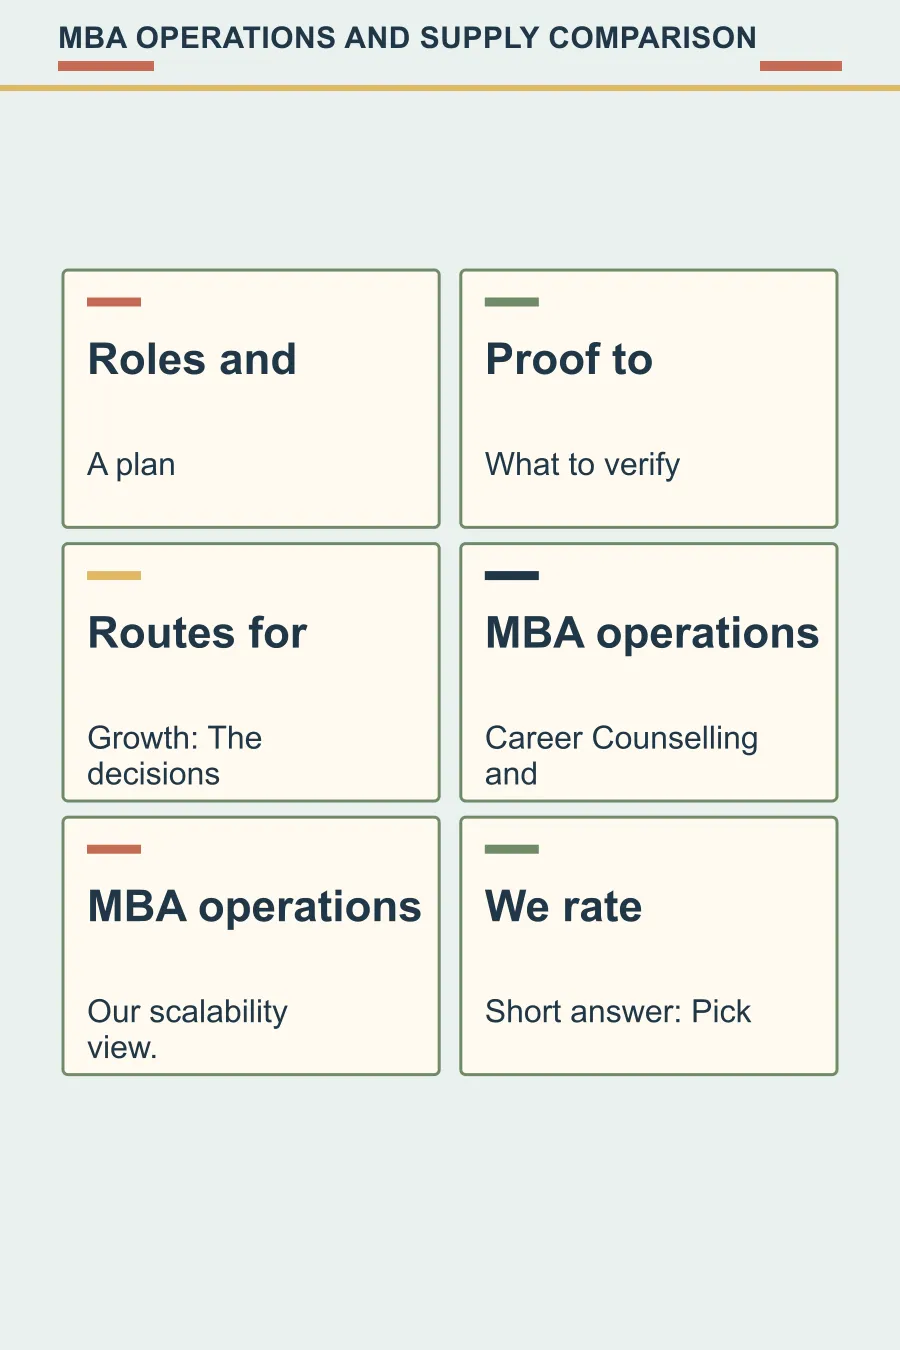 MBA OPERATIONS AND SUPPLY COMPARISON
Roles and
A plan
Proof to
What to verify
Routes for
Growth: The
decisions
MBA operations
Career Counselling
and
MBA operations
Our scalability
view.
We rate
Short answer: Pick